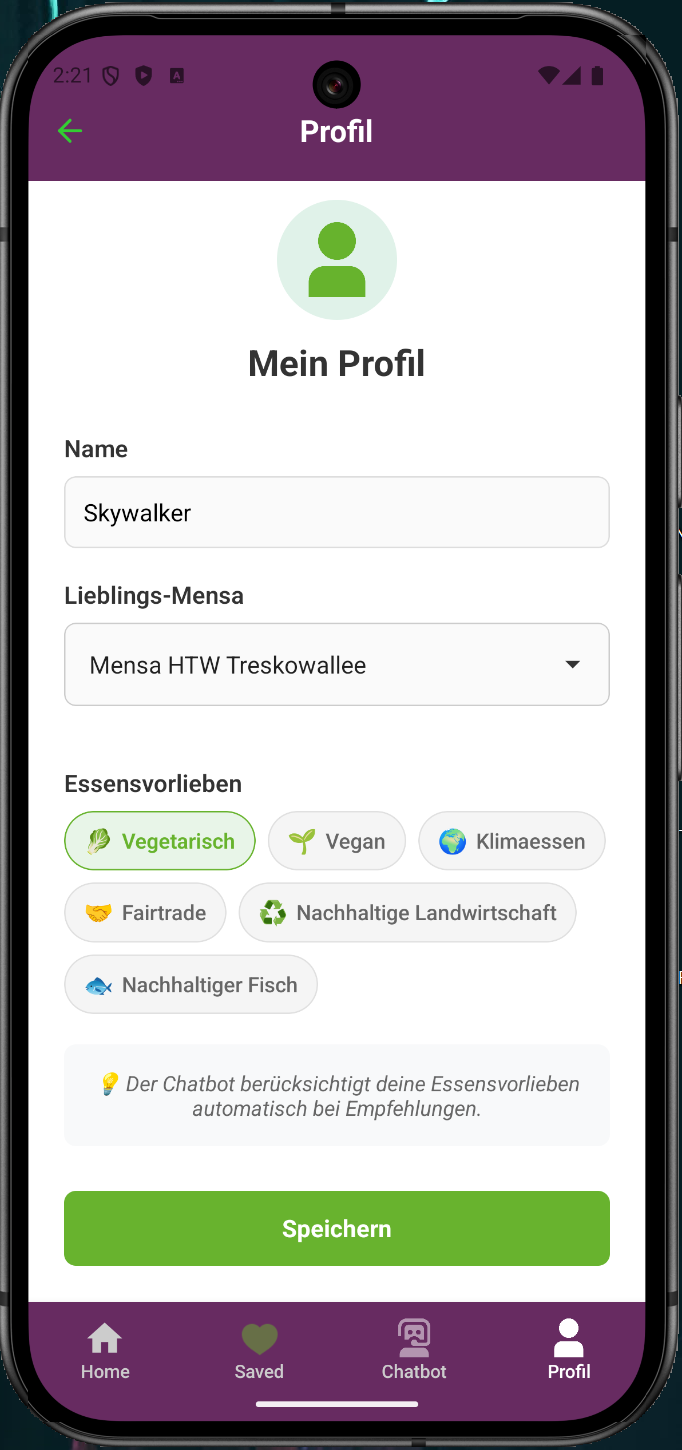 2:21
Profil
Mein Profil
Name
Skywalker
Lieblings-Mensa
Mensa HTW Treskowallee
Essensvorlieben
Vegetarisch Vegan Klimaessen
Fairtrade Nachhaltige Landwirtschaft
Nachhaltiger Fisch
Der Chatbot berücksichtigt deine Essensvorlieben
automatisch bei Empfehlungen.
Speichern
Home Saved Chatbot Profil